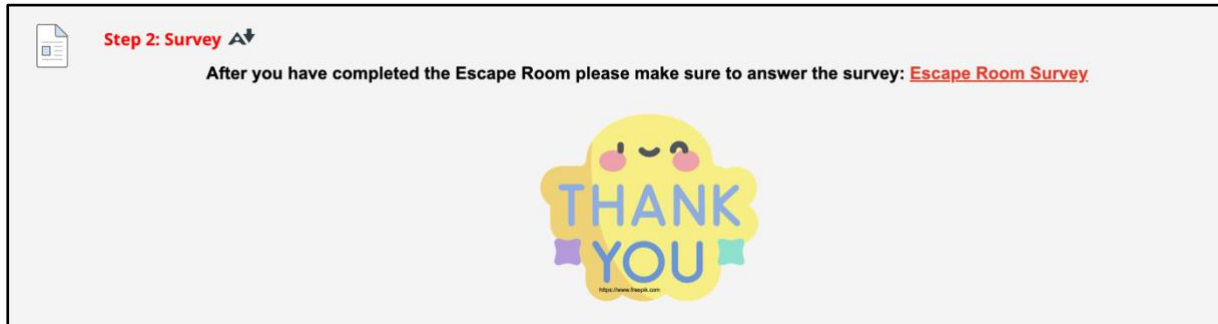 Step 2: Survey
After you have completed the Escape Room please make sure to answer the survey: Escape Room Survey
THANK
YOU
https://www.freepik.com